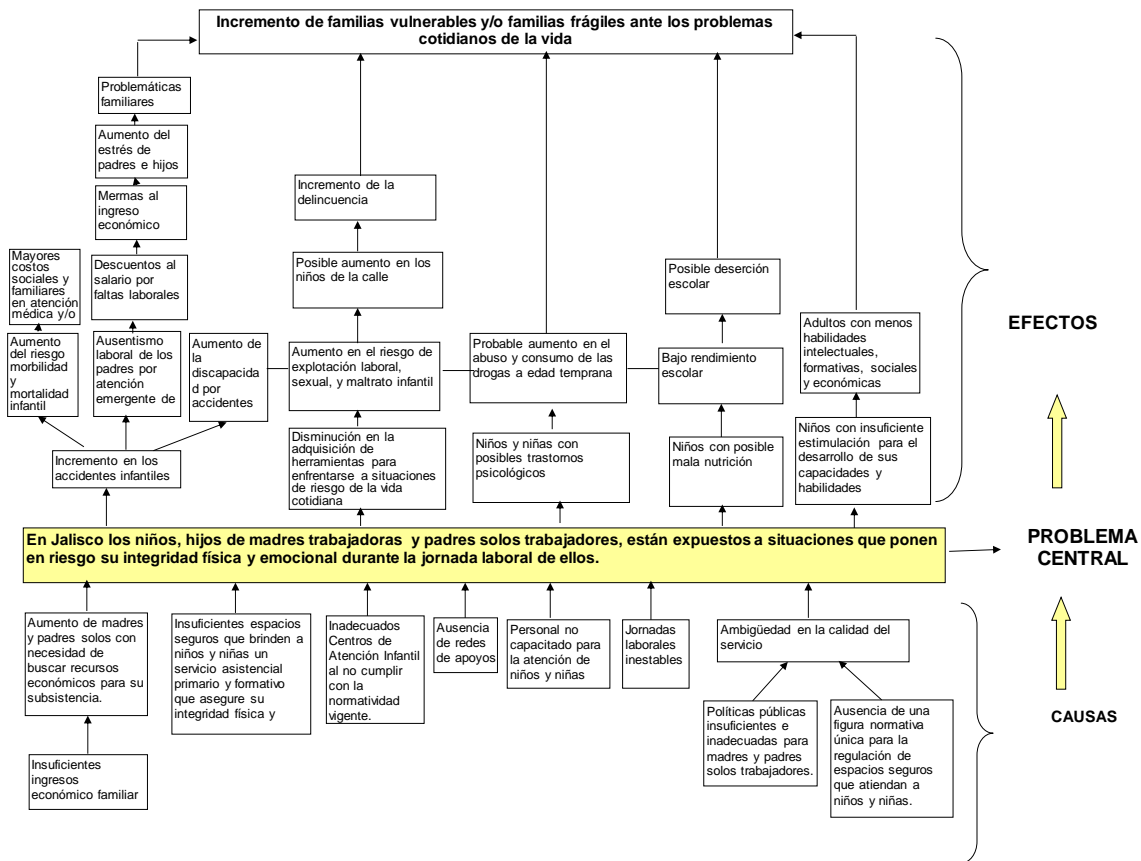 Incremento de familias vulnerables y/o familias frágiles ante los problemas
cotidianos de la vida
Problemáticas
familiares
Aumento del
estrés de
padres e hijos
Mermas al
ingreso
económico
Descuentos al
salario por
faltas laborales
Ausentismo
laboral de los
padres por
atención
emergente de
Mayores
costos
sociales y
familiares
en atención
médica y/o
Aumento
del riesgo
morbilidad
y
mortalidad
infantil
Aumento de
la
discapacida
d por
accidentes
Incremento en los
accidentes infantiles
Incremento de la
delincuencia
Posible aumento en los
niños de la calle
Aumento en el riesgo de
explotación laboral,
sexual, y maltrato infantil
Disminución en la
adquisición de
herramientas para
enfrentarse a situaciones
de riesgo de la vida
cotidiana
Probable aumento en el
abuso y consumo de las
drogas a edad temprana
Niños y niñas con
posibles trastornos
psicológicos
Posible deserción
escolar
Bajo rendimiento
escolar
Niños con posible
mala nutrición
Adultos con menos
habilidades
intelectuales,
formativas, sociales
y económicas
Niños con insuficiente
estimulación para el
desarrollo de sus
capacidades y
habilidades
EFECTOS
En Jalisco los niños, hijos de madres trabajadoras y padres solos trabajadores, están expuestos a situaciones que ponen
en riesgo su integridad física y emocional durante la jornada laboral de ellos.
PROBLEMA
CENTRAL
Aumento de madres
y padres solos con
necesidad de
buscar recursos
económicos para su
subsistencia.
Insuficientes
ingresos
económico familiar
Insuficientes espacios
seguros que brinden a
niños y niñas un
servicio asistencial
primario y formativo
que asegure su
integridad física y
Inadecuados
Centros de
Atención Infantil
al no cumplir
con la
normatividad
vigente.
Ausencia
de redes
de apoyos
Personal no
capacitado para
la atención de
niños y niñas
Jornadas
laborales
inestables
Ambigüedad en la calidad del
servicio
Políticas públicas
insuficientes e
inadecuadas para
madres y padres
solos trabajadores.
Ausencia de una
figura normativa
única para la
regulación de
espacios seguros
que atiendan a
niños y niñas.
CAUSAS